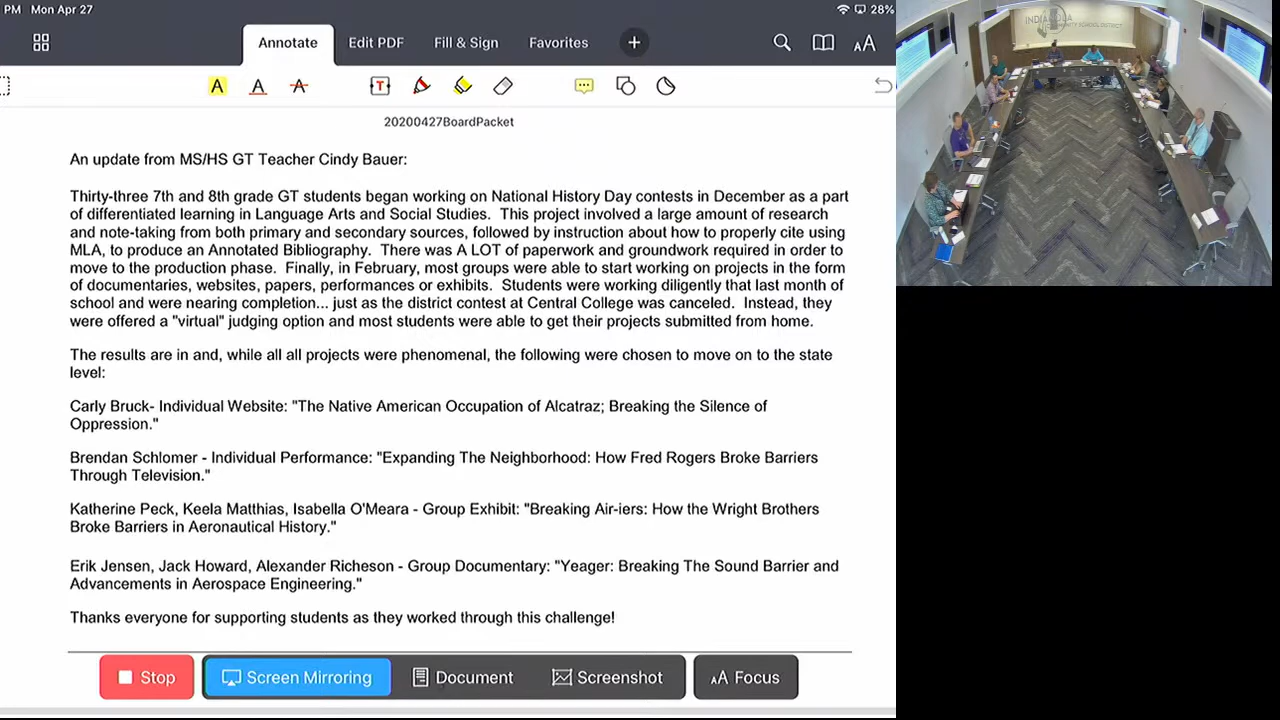 PM Mon Apr 27
28%
Annotate
Edit PDF
Fill & Sign
Favorites
+
AA
A
A
A
T
20200427BoardPacket
An update from MS/HS GT Teacher Cindy Bauer:
Thirty-three 7th and 8th grade GT students began working on National History Day contests in December as a part
of differentiated learning in Language Arts and Social Studies. This project involved a large amount of research
and note-taking from both primary and secondary sources, followed by instruction about how to properly cite using
MLA, to produce an Annotated Bibliography. There was A LOT of paperwork and groundwork required in order to
move to the production phase. Finally, in February, most groups were able to start working on projects in the form
of documentaries, websites, papers, performances or exhibits. Students were working diligently that last month of
school and were nearing completion... just as the district contest at Central College was canceled. Instead, they
were offered a "virtual" judging option and most students were able to get their projects submitted from home.
The results are in and, while all all projects were phenomenal, the following were chosen to move on to the state
level:
Carly Bruck- Individual Website: "The Native American Occupation of Alcatraz; Breaking the Silence of
Oppression."
Brendan Schlomer - Individual Performance: "Expanding The Neighborhood: How Fred Rogers Broke Barriers
Through Television."
Katherine Peck, Keela Matthias, Isabella O'Meara - Group Exhibit: "Breaking Air-iers: How the Wright Brothers
Broke Barriers in Aeronautical History."
Erik Jensen, Jack Howard, Alexander Richeson - Group Documentary: "Yeager: Breaking The Sound Barrier and
Advancements in Aerospace Engineering."
Thanks everyone for supporting students as they worked through this challenge!
Stop
Screen Mirroring
Document
Screenshot
AA Focus
INDIANOLA
COMMUNITY SCHOOL DISTRICT